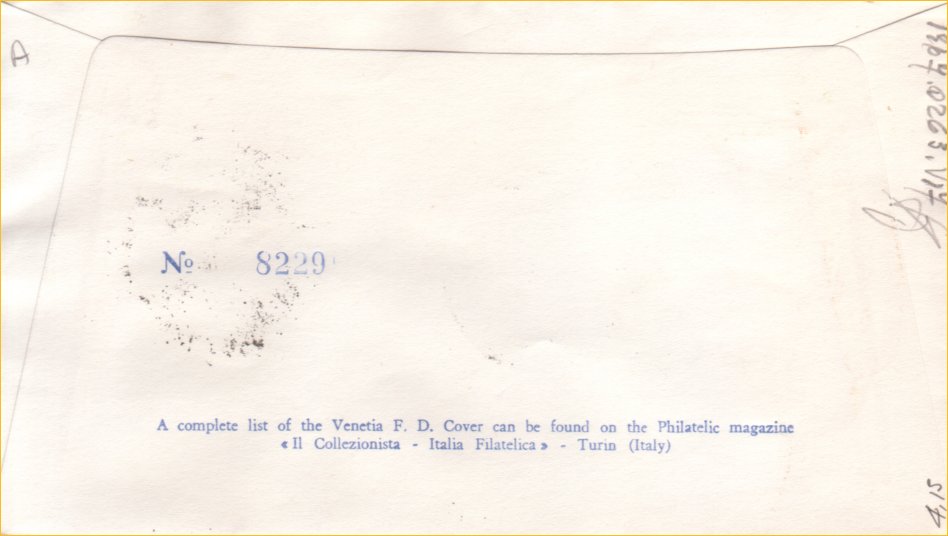 A
No 8229
A complete list of the Venetia F. D. Cover can be found on the Philatelic magazine
« Il Collezionista - Italia Filatelica » - Turin (Italy)
4,15